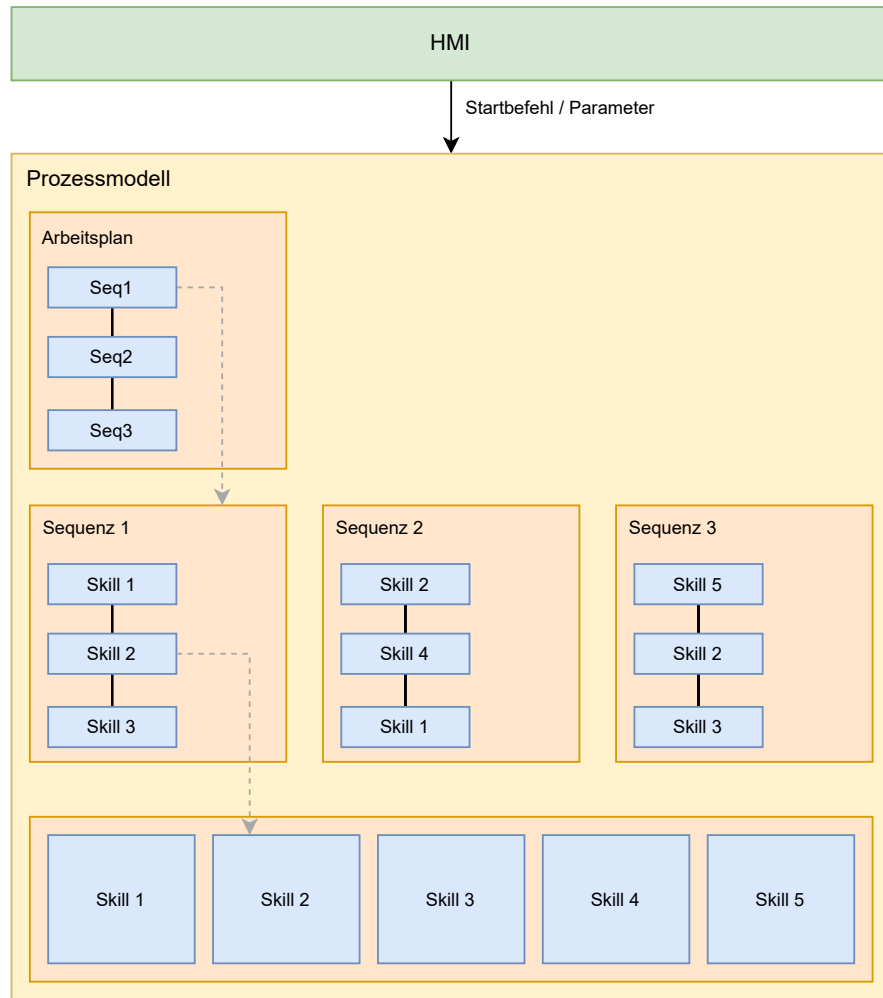 HMI
Startbefehl / Parameter
Prozessmodell
Arbeitsplan
Seq1
Seq2
Seq3
Sequenz 1
Skill 1
Skill 2
Skill 3
Sequenz 2
Skill 2
Skill 4
Skill 1
Sequenz 3
Skill 5
Skill 2
Skill 3
Skill 1
Skill 2
Skill 3
Skill 4
Skill 5